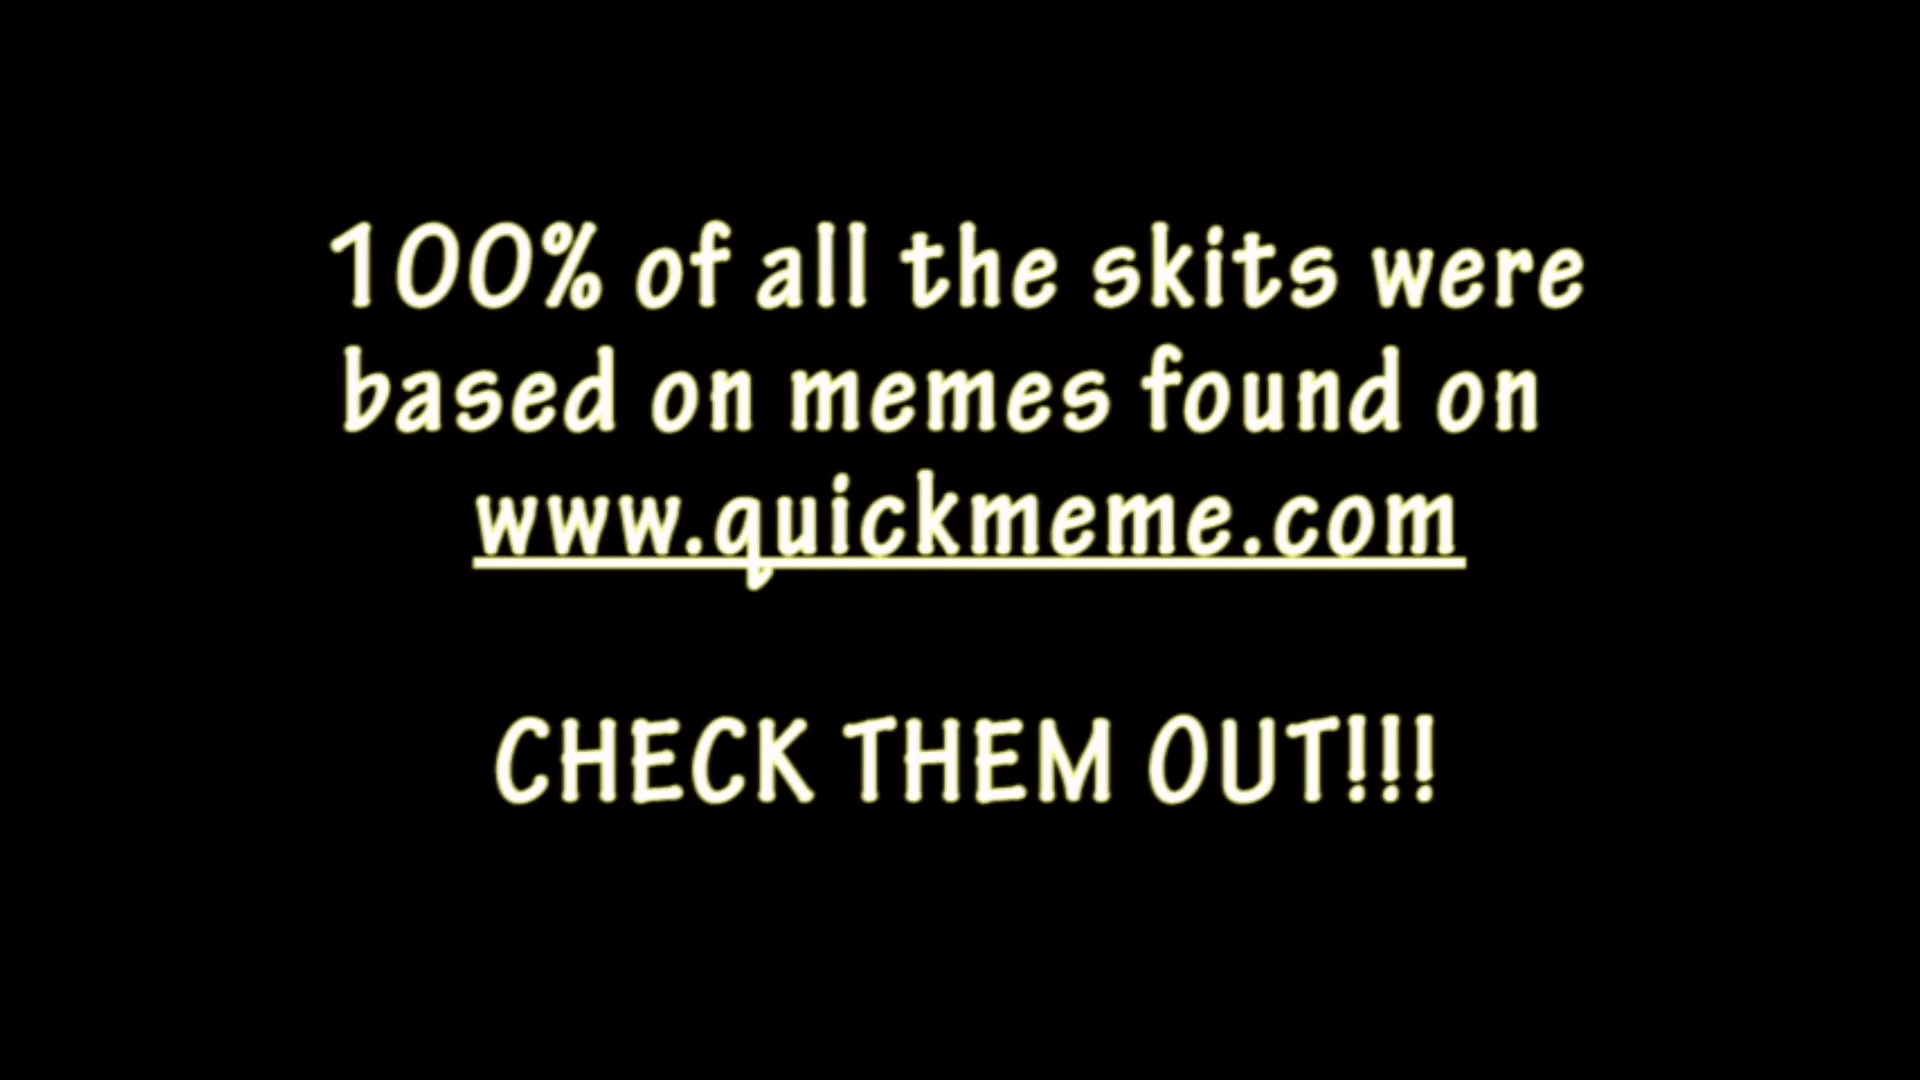 100% of all the skits were
based on memes found on
www.quickmeme.com
CHECK THEM OUT!!!